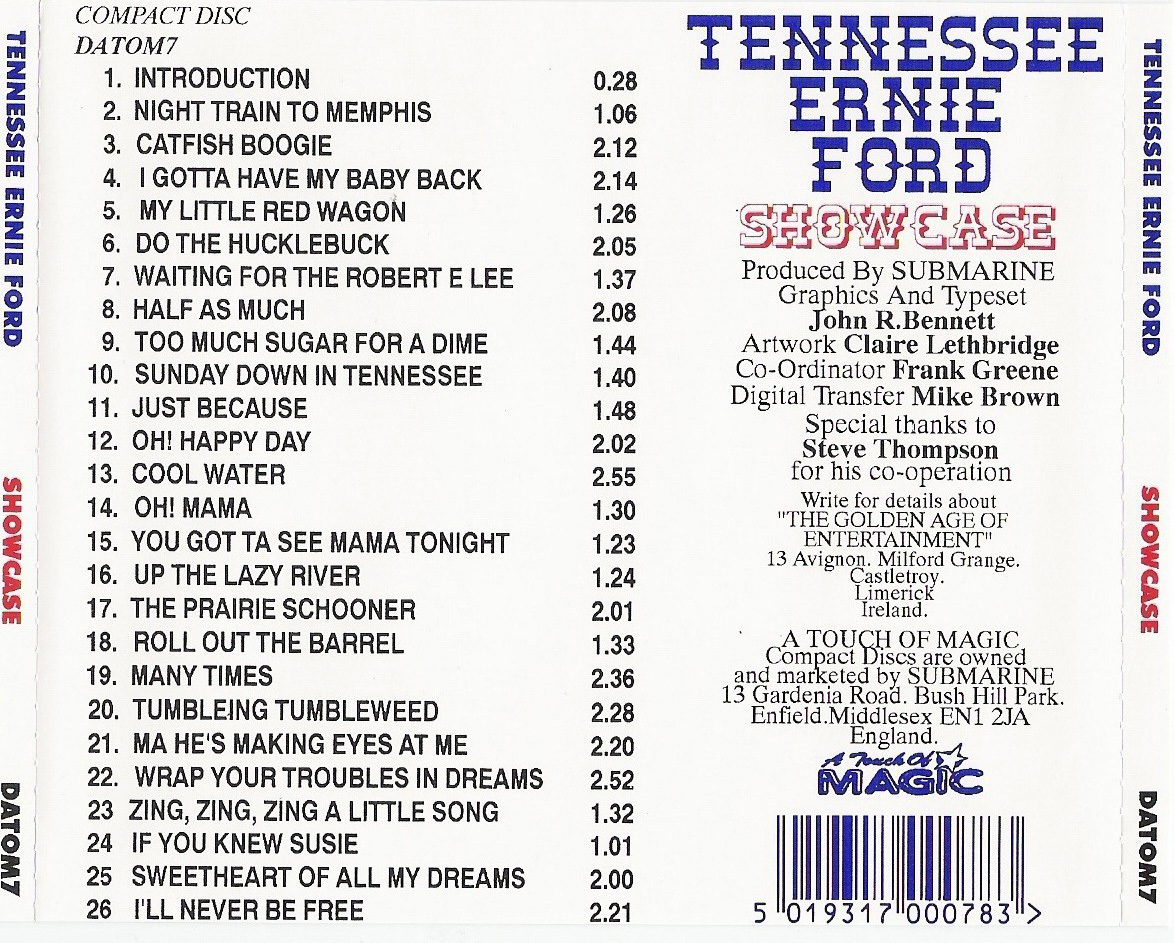 COMPACT DISC
DATOM7
1. INTRODUCTION 0.28
2. NIGHT TRAIN TO MEMPHIS 1.06
3. CATFISH BOOGIE 2.12
4. I GOTTA HAVE MY BABY BACK 2.14
5. MY LITTLE RED WAGON 1.26
6. DO THE HUCKLEBUCK 2.05
7. WAITING FOR THE ROBERT E LEE 1.37
8. HALF AS MUCH 2.08
9. TOO MUCH SUGAR FOR A DIME 1.44
10. SUNDAY DOWN IN TENNESSEE 1.40
11. JUST BECAUSE 1.48
12. OH! HAPPY DAY 2.02
13. COOL WATER 2.55
14. OH! MAMA 1.30
15. YOU GOT TA SEE MAMA TONIGHT 1.23
16. UP THE LAZY RIVER 1.24
17. THE PRAIRIE SCHOONER 2.01
18. ROLL OUT THE BARREL 1.33
19. MANY TIMES 2.36
20. TUMBLEING TUMBLEWEED 2.28
21. MA HE'S MAKING EYES AT ME 2.20
22. WRAP YOUR TROUBLES IN DREAMS 2.52
23 ZING, ZING, ZING A LITTLE SONG 1.32
24 IF YOU KNEW SUSIE 1.01
25 SWEETHEART OF ALL MY DREAMS 2.00
26 I'LL NEVER BE FREE 2.21
TENNESSEE
ERNIE
FORD
SHOWCASE
Produced By SUBMARINE
Graphics And Typeset
John R.Bennett
Artwork Claire Lethbridge
Co-Ordinator Frank Greene
Digital Transfer Mike Brown
Special thanks to
Steve Thompson
for his co-operation
Write for details about
"THE GOLDEN AGE OF
ENTERTAINMENT"
13 Avignon. Milford Grange.
Castletroy.
Limerick
Ireland.
A TOUCH OF MAGIC
Compact Discs are owned
and marketed by SUBMARINE
13 Gardenia Road. Bush Hill Park.
Enfield.Middlesex EN1 2JA
England.
A Touch Of
MAGIC
5 019317 000783 >
TENNESSEE ERNIE FORD SHOWCASE DATOM7
TENNESSEE ERNIE FORD SHOWCASE DATOM7